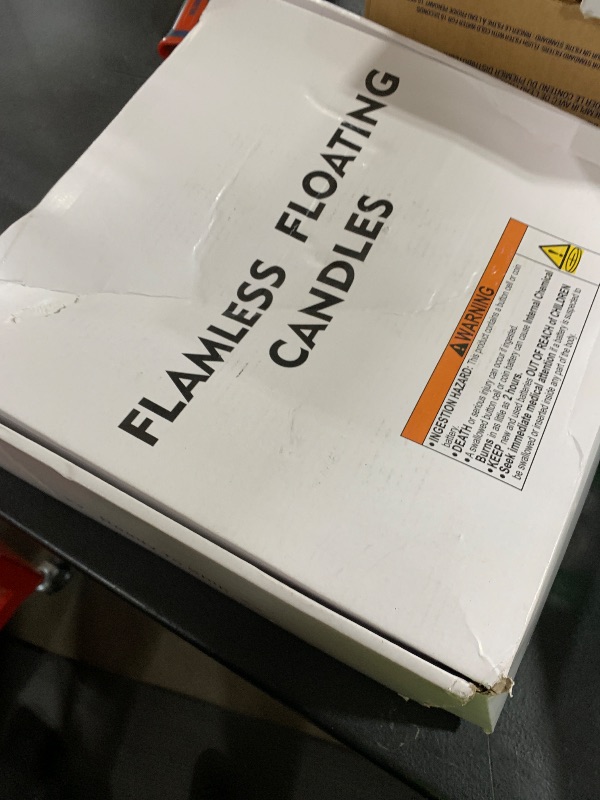 FLAMLESS FLOATING
CANDLES
WARNING
•INGESTION HAZARD: This product contains a button cell or coin
battery.
•DEATH or serious injury can occur if ingested.
•A swallowed button cell or coin battery can cause Internal Chemical
Burns in as little as 2 hours.
•KEEP new and used batteries OUT OF REACH of CHILDREN
•Seek immediate medical attention if a battery is suspected to
be swallowed or inserted inside any part of the body.